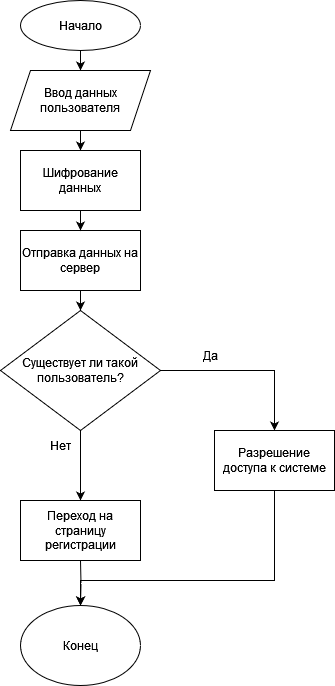 Начало
Ввод данных
пользователя
Шифрование
данных
Отправка данных на
сервер
Существует ли такой
пользователь?
Да
Нет
Разрешение
доступа к системе
Переход на
страницу
регистрации
Конец